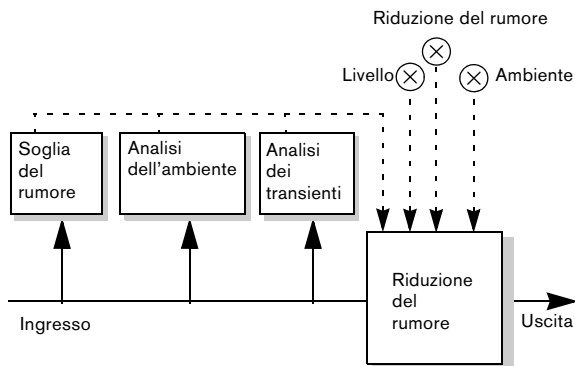 Riduzione del rumore
Livello
Ambiente
Soglia
del
rumore
Analisi
dell'ambiente
Analisi
dei
transienti
Riduzione
del
rumore
Ingresso
Uscita